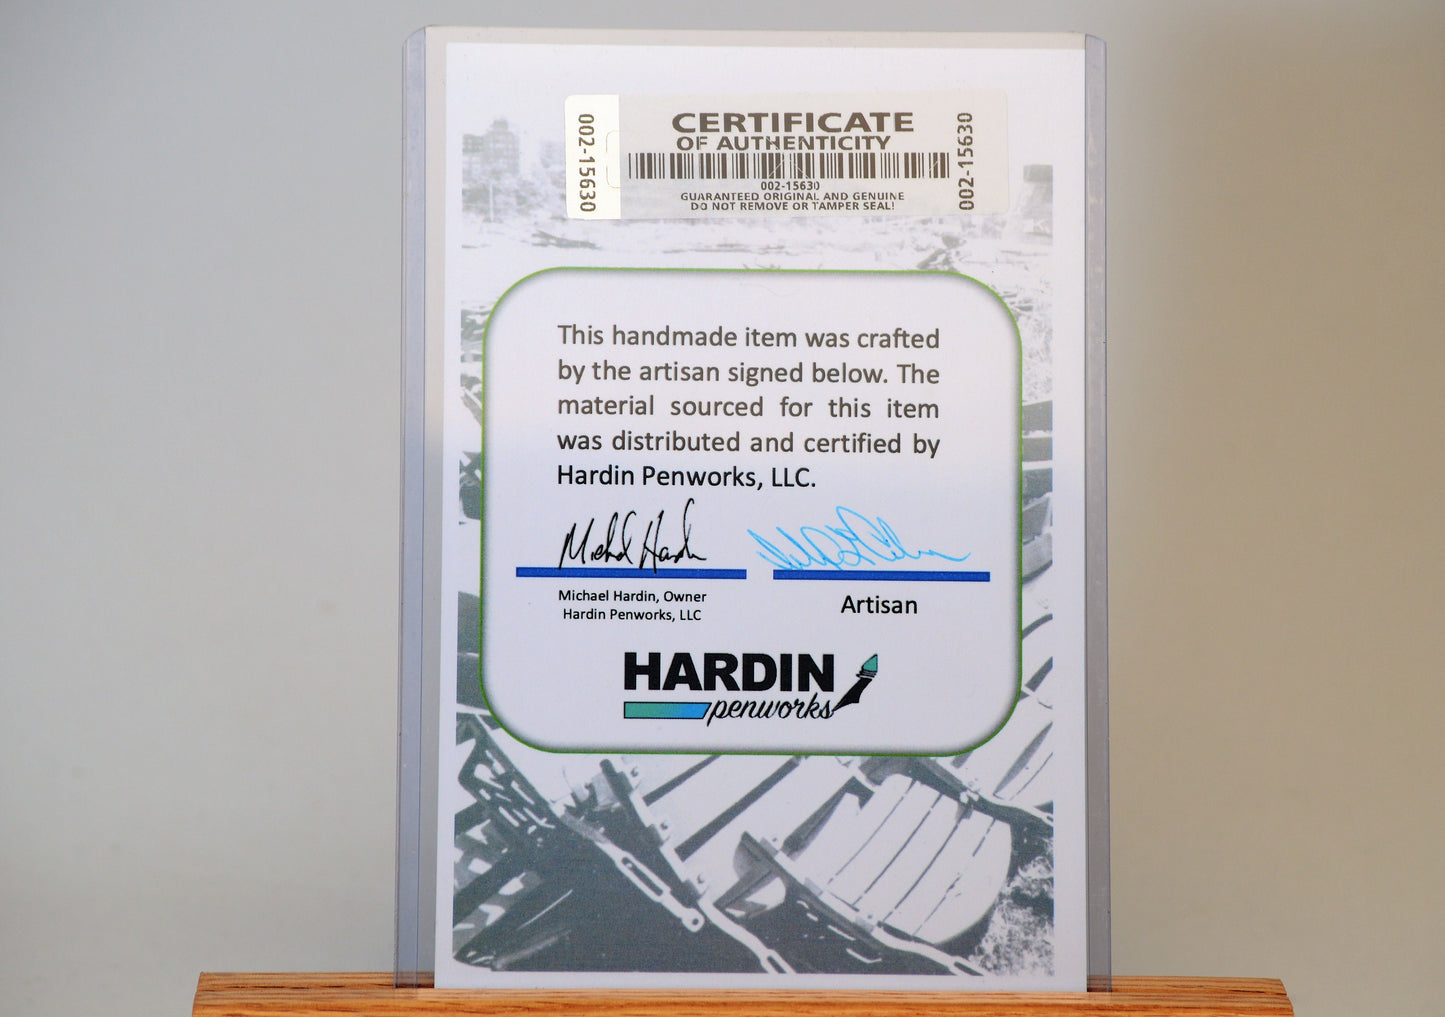 CERTIFICATE
OF AUTHENTICITY
002-15630
002-15630
002-15630
GUARANTEED ORIGINAL AND GENUINE
DO NOT REMOVE OR TAMPER SEAL!
This handmade item was crafted
by the artisan signed below. The
material sourced for this item
was distributed and certified by
Hardin Penworks, LLC.
Michael Hardin, Owner
Hardin Penworks, LLC
Artisan
HARDIN
penworks